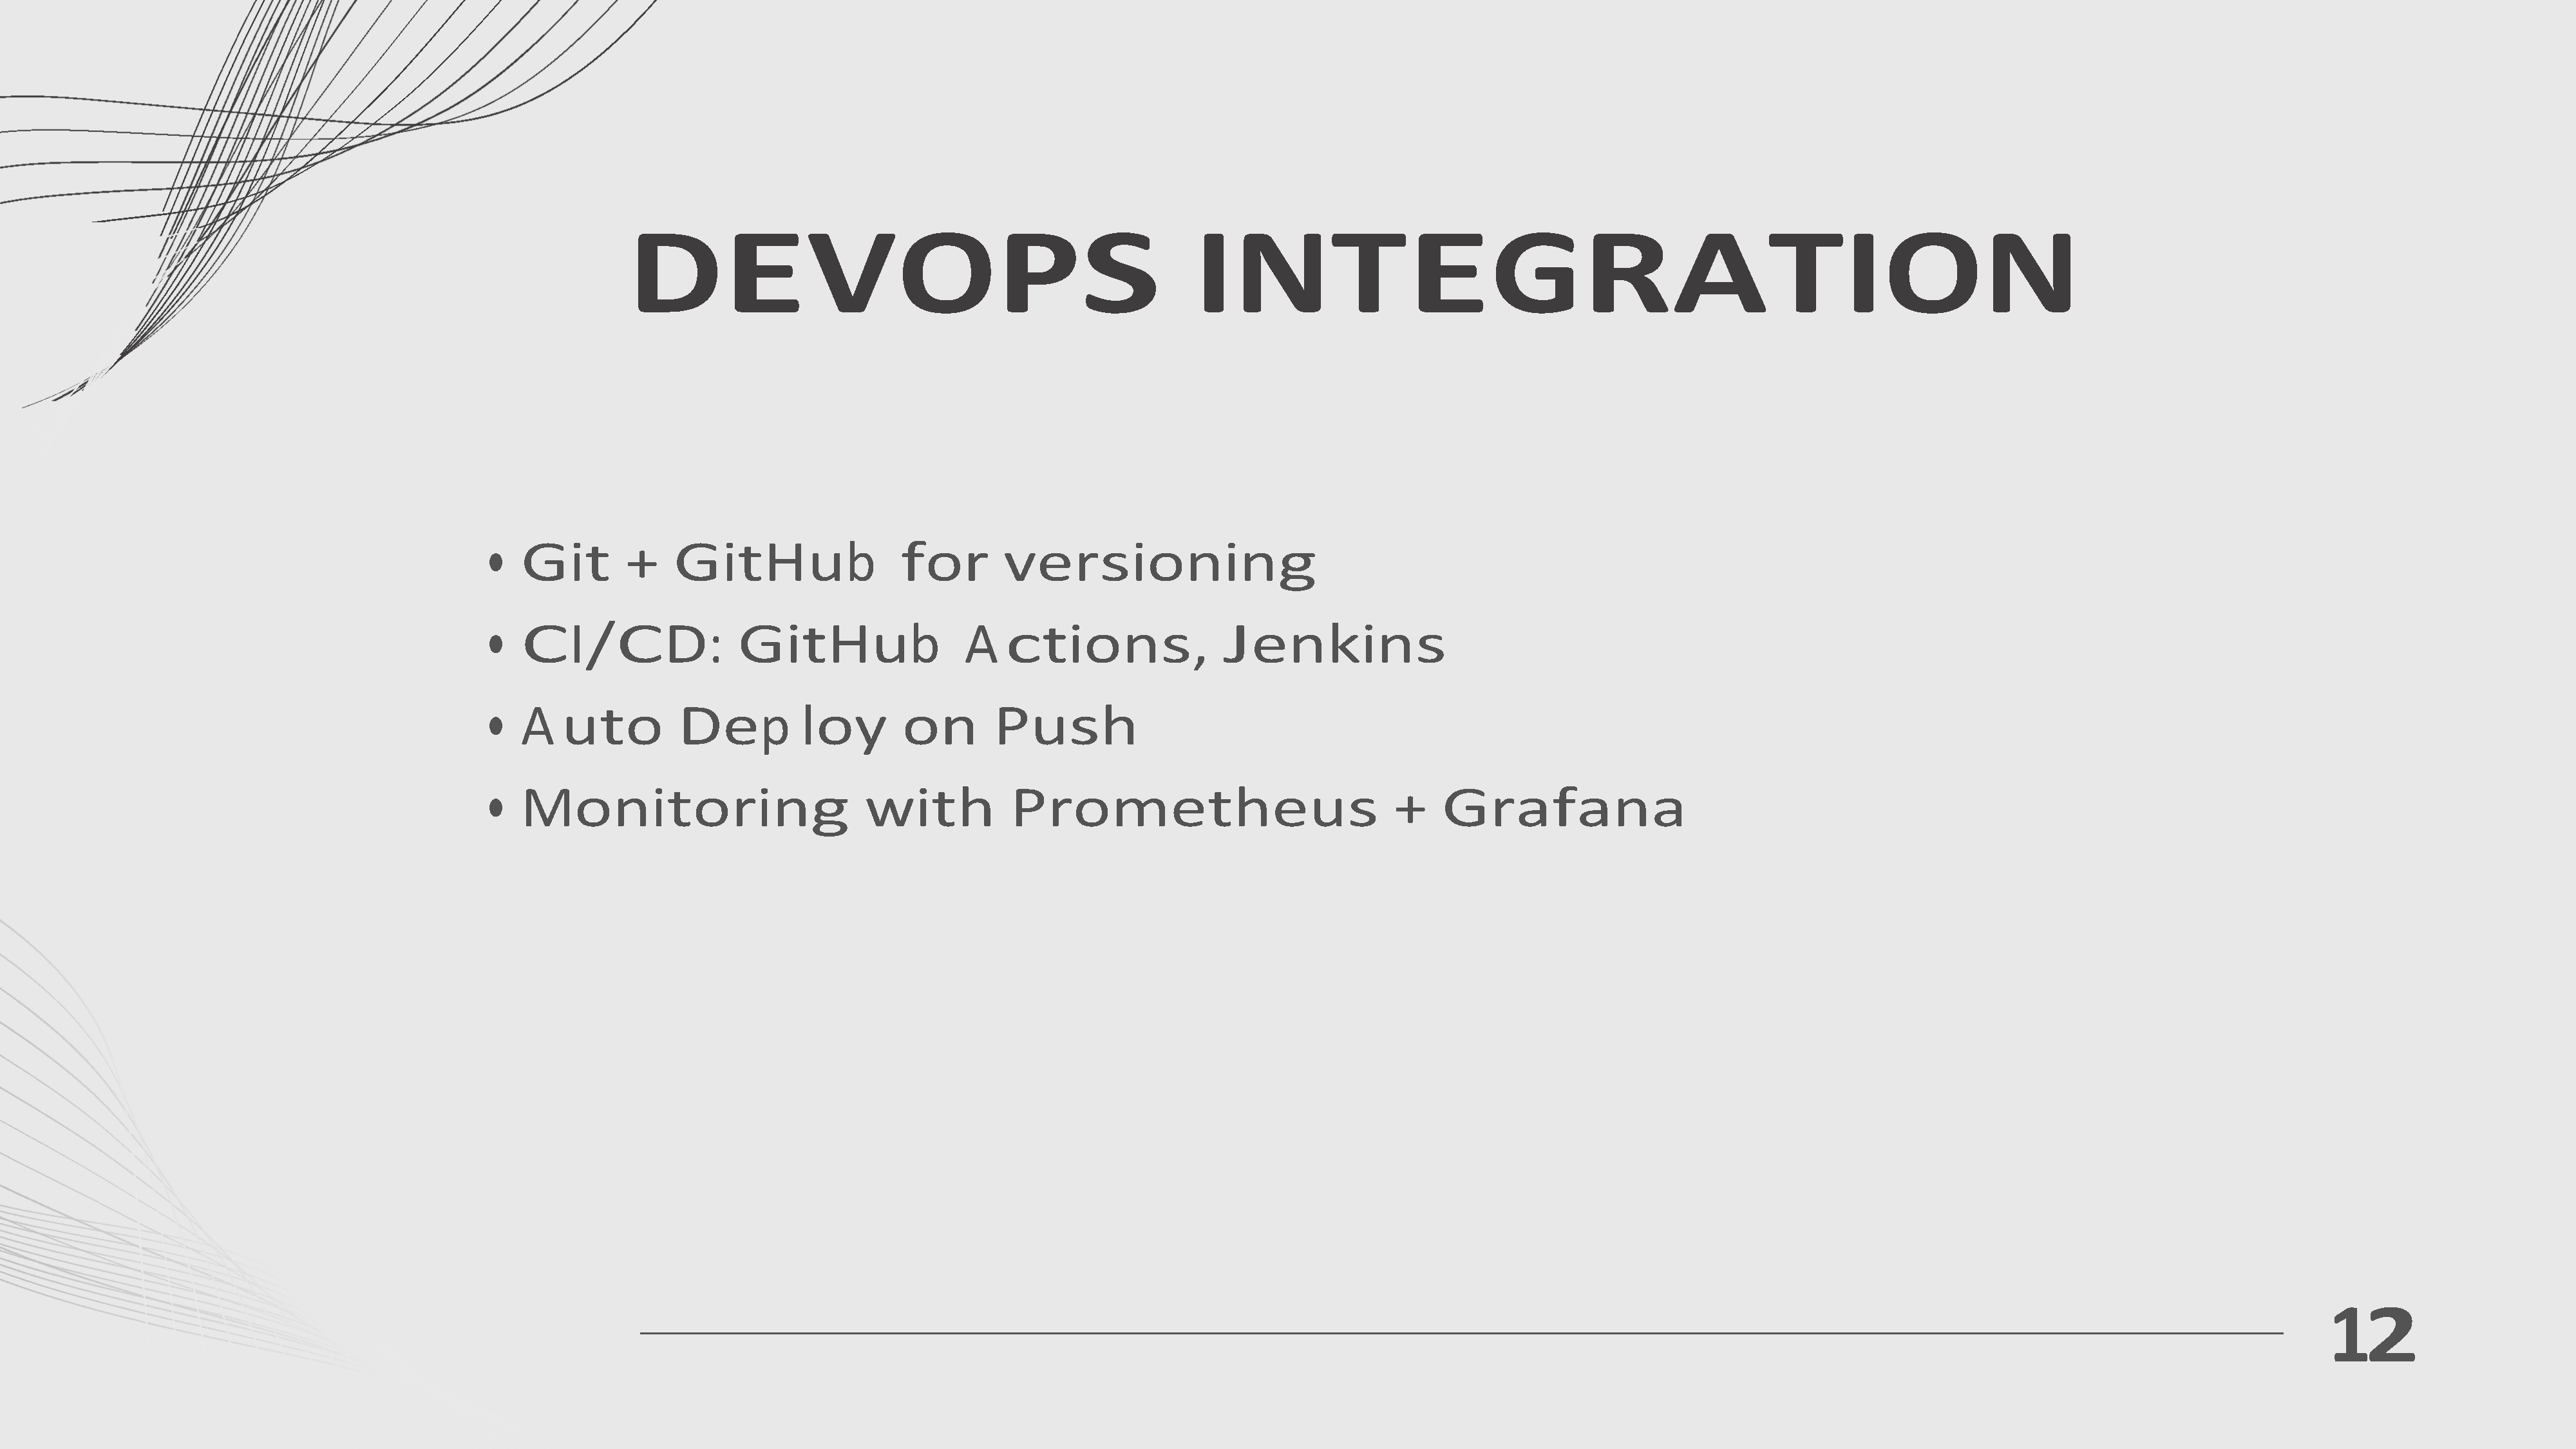 DEVOPS INTEGRATION
• Git + GitHub for versioning
• CI/CD: GitHub Actions, Jenkins
• Auto Deploy on Push
• Monitoring with Prometheus + Grafana
12